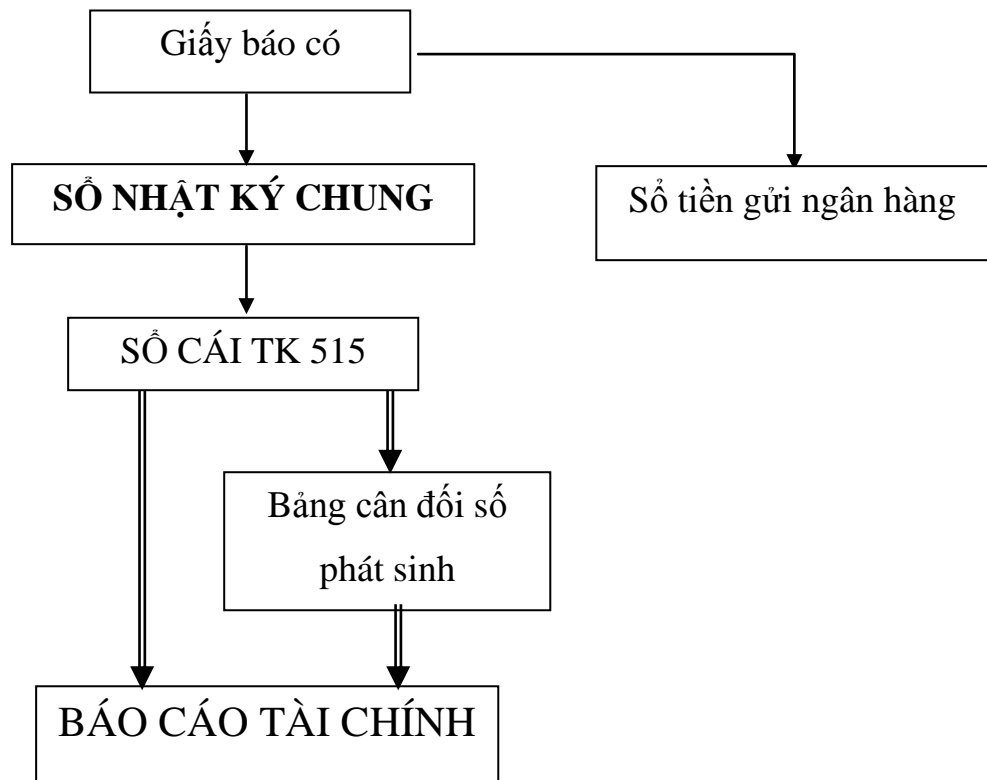 Giấy báo có
SỔ NHẬT KÝ CHUNG
Sổ tiền gửi ngân hàng
SỔ CÁI TK 515
Bảng cân đối số
phát sinh
BÁO CÁO TÀI CHÍNH